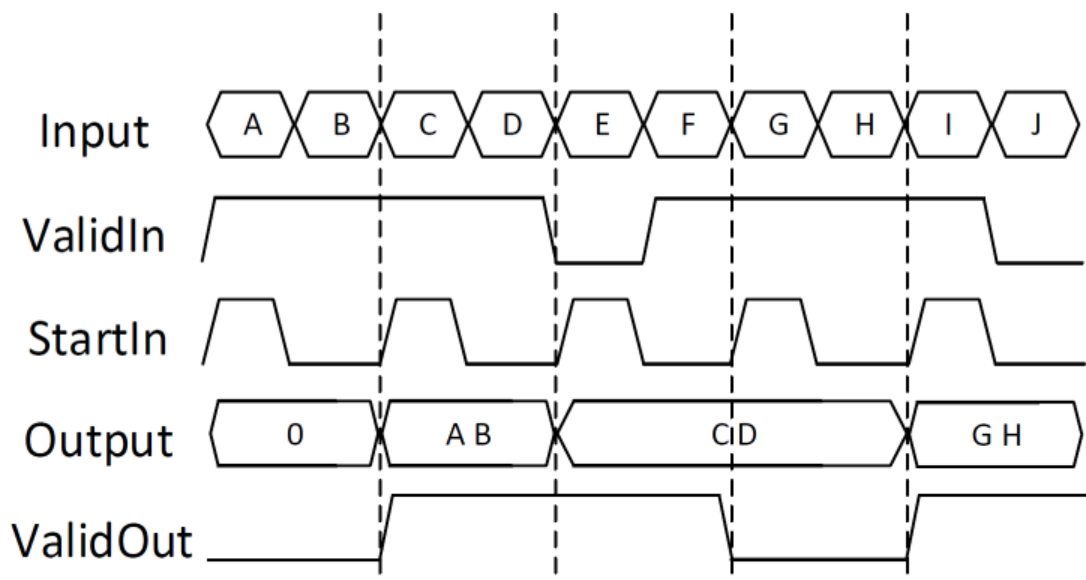 Input A B C D E F G H I J
ValidIn
StartIn
Output 0 A B C D G H
ValidOut